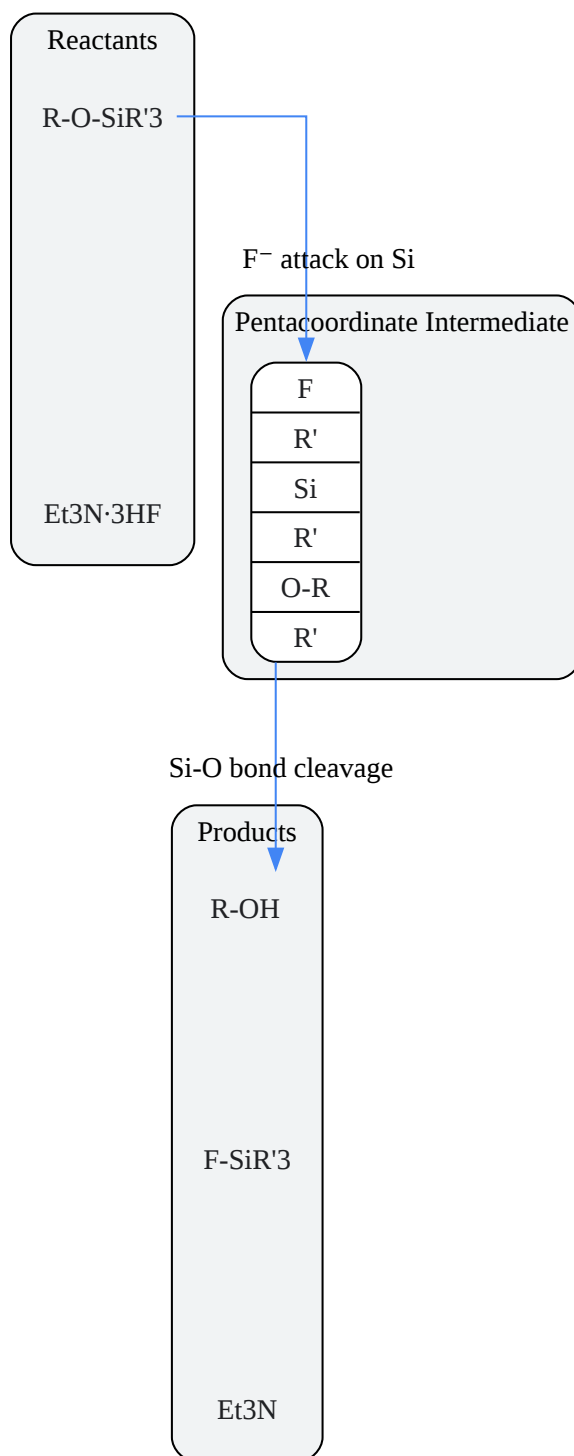 Reactants
R-O-SiR'3
Et3N·3HF
F⁻ attack on Si
Pentacoordinate Intermediate
F
R'
Si
R'
O-R
R'
Si-O bond cleavage
Products
R-OH
F-SiR'3
Et3N